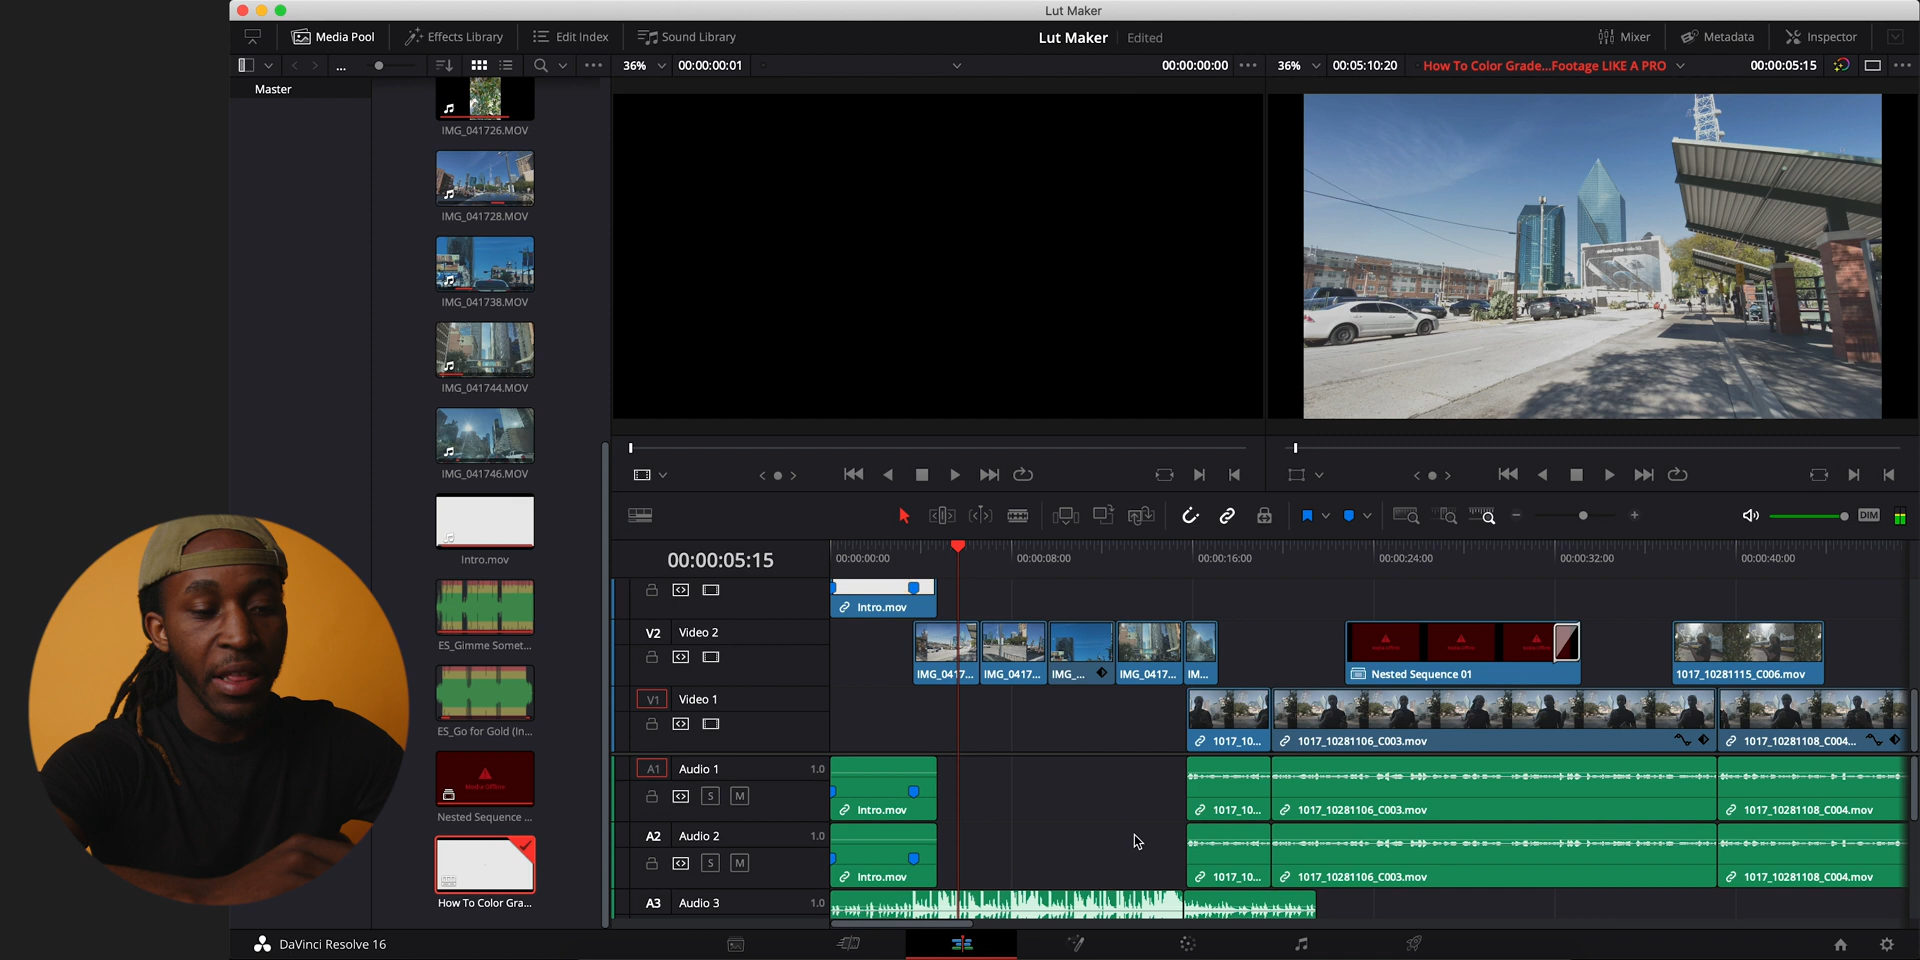 Lut Maker
Media Pool
Effects Library
Edit Index
Sound Library
Lut Maker
Edited
Mixer
Metadata
Inspector
...
36%
00:00:00:01
00:00:00:00
36%
00:05:10:20
How To Color Grade...Footage LIKE A PRO
00:00:05:15
Master
IMG_041726.MOV
IMG_041728.MOV
IMG_041738.MOV
IMG_041744.MOV
IMG_041746.MOV
Intro.mov
ES_Gimme Somet...
ES_Go for Gold (In...
Media Offline
Nested Sequence ...
How To Color Gra...
DIM
00:00:05:15
00:00:00:00
00:00:08:00
00:00:16:00
00:00:24:00
00:00:32:00
00:00:40:00
Intro.mov
V2
Video 2
IMG_0417...
IMG_0417...
IMG_...
IMG_0417...
IM...
Nested Sequence 01
1017_10281115_C006.mov
V1
Video 1
1017_10...
1017_10281106_C003.mov
1017_10281108_C004...
A1
Audio 1
1.0
S
M
Intro.mov
1017_10...
1017_10281106_C003.mov
1017_10281108_C004.mov
A2
Audio 2
1.0
S
M
Intro.mov
1017_10...
1017_10281106_C003.mov
1017_10281108_C004.mov
A3
Audio 3
1.0
DaVinci Resolve 16